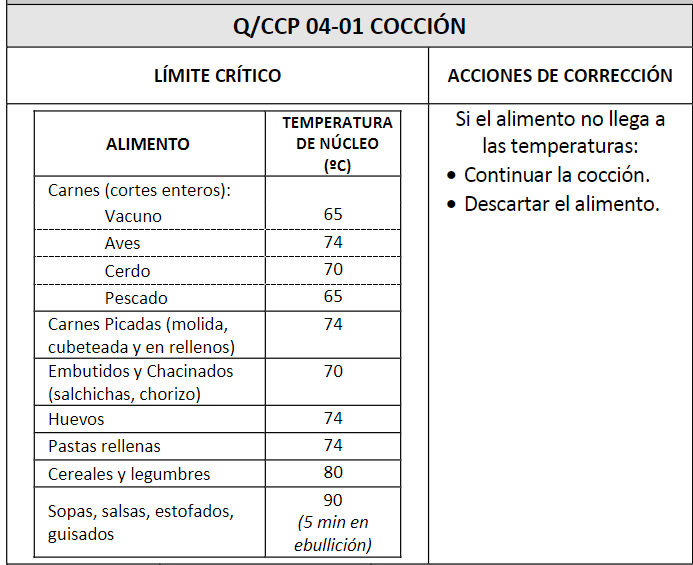 Q/CCP 04-01 COCCIÓN
LÍMITE CRÍTICO
ACCIONES DE CORRECCIÓN
ALIMENTO
TEMPERATURA
DE NÚCLEO
(ºC)
Carnes (cortes enteros):
Vacuno 65
Aves 74
Cerdo 70
Pescado 65
Carnes Picadas (molida, 74
cubeteada y en rellenos)
Embutidos y Chacinados 70
(salchichas, chorizo)
Huevos 74
Pastas rellenas 74
Cereales y legumbres 80
Sopas, salsas, estofados,
guisados
90
(5 min en
ebullición)
Si el alimento no llega a
las temperaturas:
• Continuar la cocción.
• Descartar el alimento.